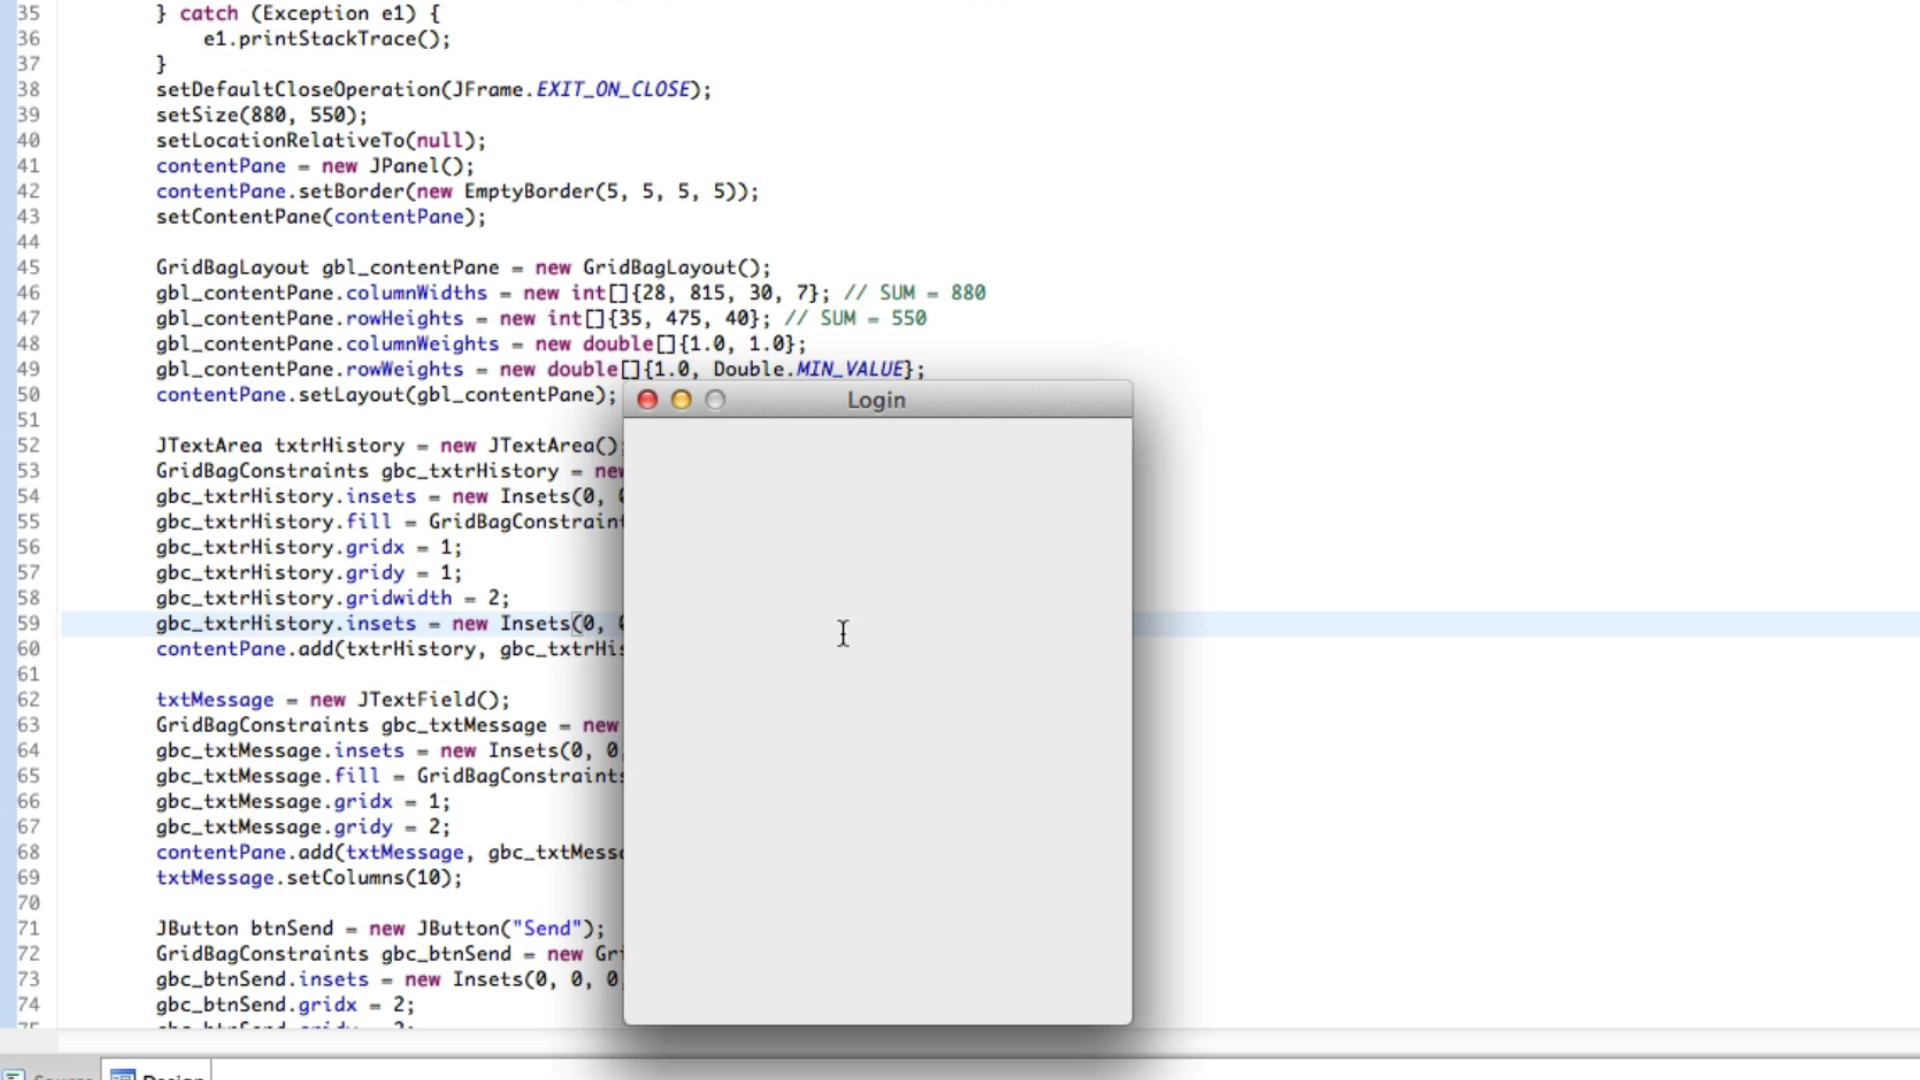 35 } catch (Exception e1) {
36 e1.printStackTrace();
37 }
38 setDefaultCloseOperation(JFrame.EXIT_ON_CLOSE);
39 setSize(880, 550);
40 setLocationRelativeTo(null);
41 contentPane = new JPanel();
42 contentPane.setBorder(new EmptyBorder(5, 5, 5, 5));
43 setContentPane(contentPane);
44
45 GridBagLayout gbl_contentPane = new GridBagLayout();
46 gbl_contentPane.columnWidths = new int[]{28, 815, 30, 7}; // SUM = 880
47 gbl_contentPane.rowHeights = new int[]{35, 475, 40}; // SUM = 550
48 gbl_contentPane.columnWeights = new double[]{1.0, 1.0};
49 gbl_contentPane.rowWeights = new double[]{1.0, Double.MIN_VALUE};
50 contentPane.setLayout(gbl_contentPane);
Login
51
52 JTextArea txtrHistory = new JTextArea()
53 GridBagConstraints gbc_txtrHistory = new
54 gbc_txtrHistory.insets = new Insets(0,
55 gbc_txtrHistory.fill = GridBagConstraint
56 gbc_txtrHistory.gridx = 1;
57 gbc_txtrHistory.gridy = 1;
58 gbc_txtrHistory.gridwidth = 2;
59 gbc_txtrHistory.insets = new Insets(0,
60 contentPane.add(txtrHistory, gbc_txtrHis
61
62 txtMessage = new JTextField();
63 GridBagConstraints gbc_txtMessage = new
64 gbc_txtMessage.insets = new Insets(0, 0
65 gbc_txtMessage.fill = GridBagConstraints
66 gbc_txtMessage.gridx = 1;
67 gbc_txtMessage.gridy = 2;
68 contentPane.add(txtMessage, gbc_txtMess
69 txtMessage.setColumns(10);
70
71 JButton btnSend = new JButton("Send");
72 GridBagConstraints gbc_btnSend = new Gri
73 gbc_btnSend.insets = new Insets(0, 0, 0
74 gbc_btnSend.gridx = 2;